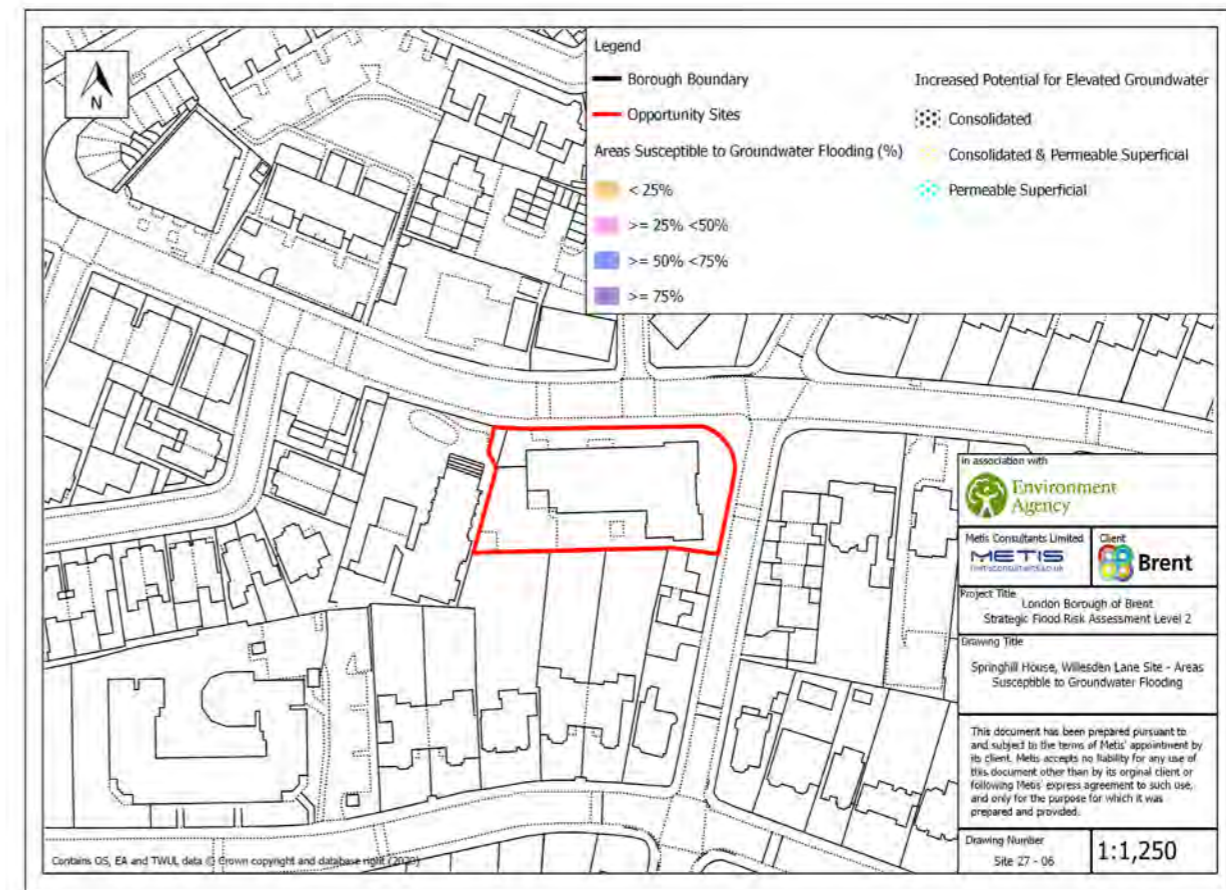 N
Legend
Borough Boundary
Opportunity Sites
Areas Susceptible to Groundwater Flooding (%)
< 25%
>= 25% <50%
>= 50% <75%
>= 75%
Increased Potential for Elevated Groundwater
Consolidated
Consolidated & Permeable Superficial
Permeable Superficial
in association with
Environment
Agency
Metis Consultants Limited
METIS
metisconsultants.co.uk
Client
Brent
Project Title
London Borough of Brent
Strategic Flood Risk Assessment Level 2
Drawing Title
Springhill House, Willesden Lane Site - Areas
Susceptible to Groundwater Flooding
This document has been prepared pursuant to
and subject to the terms of Metis' appointment by
its client. Metis accepts no liability for any use of
this document other than by its orginal client or
following Metis' express agreement to such use,
and only for the purpose for which it was
prepared and provided.
Drawing Number
Site 27 - 06
1:1,250
Contains OS, EA and TWUL data © Crown copyright and database right (2020)